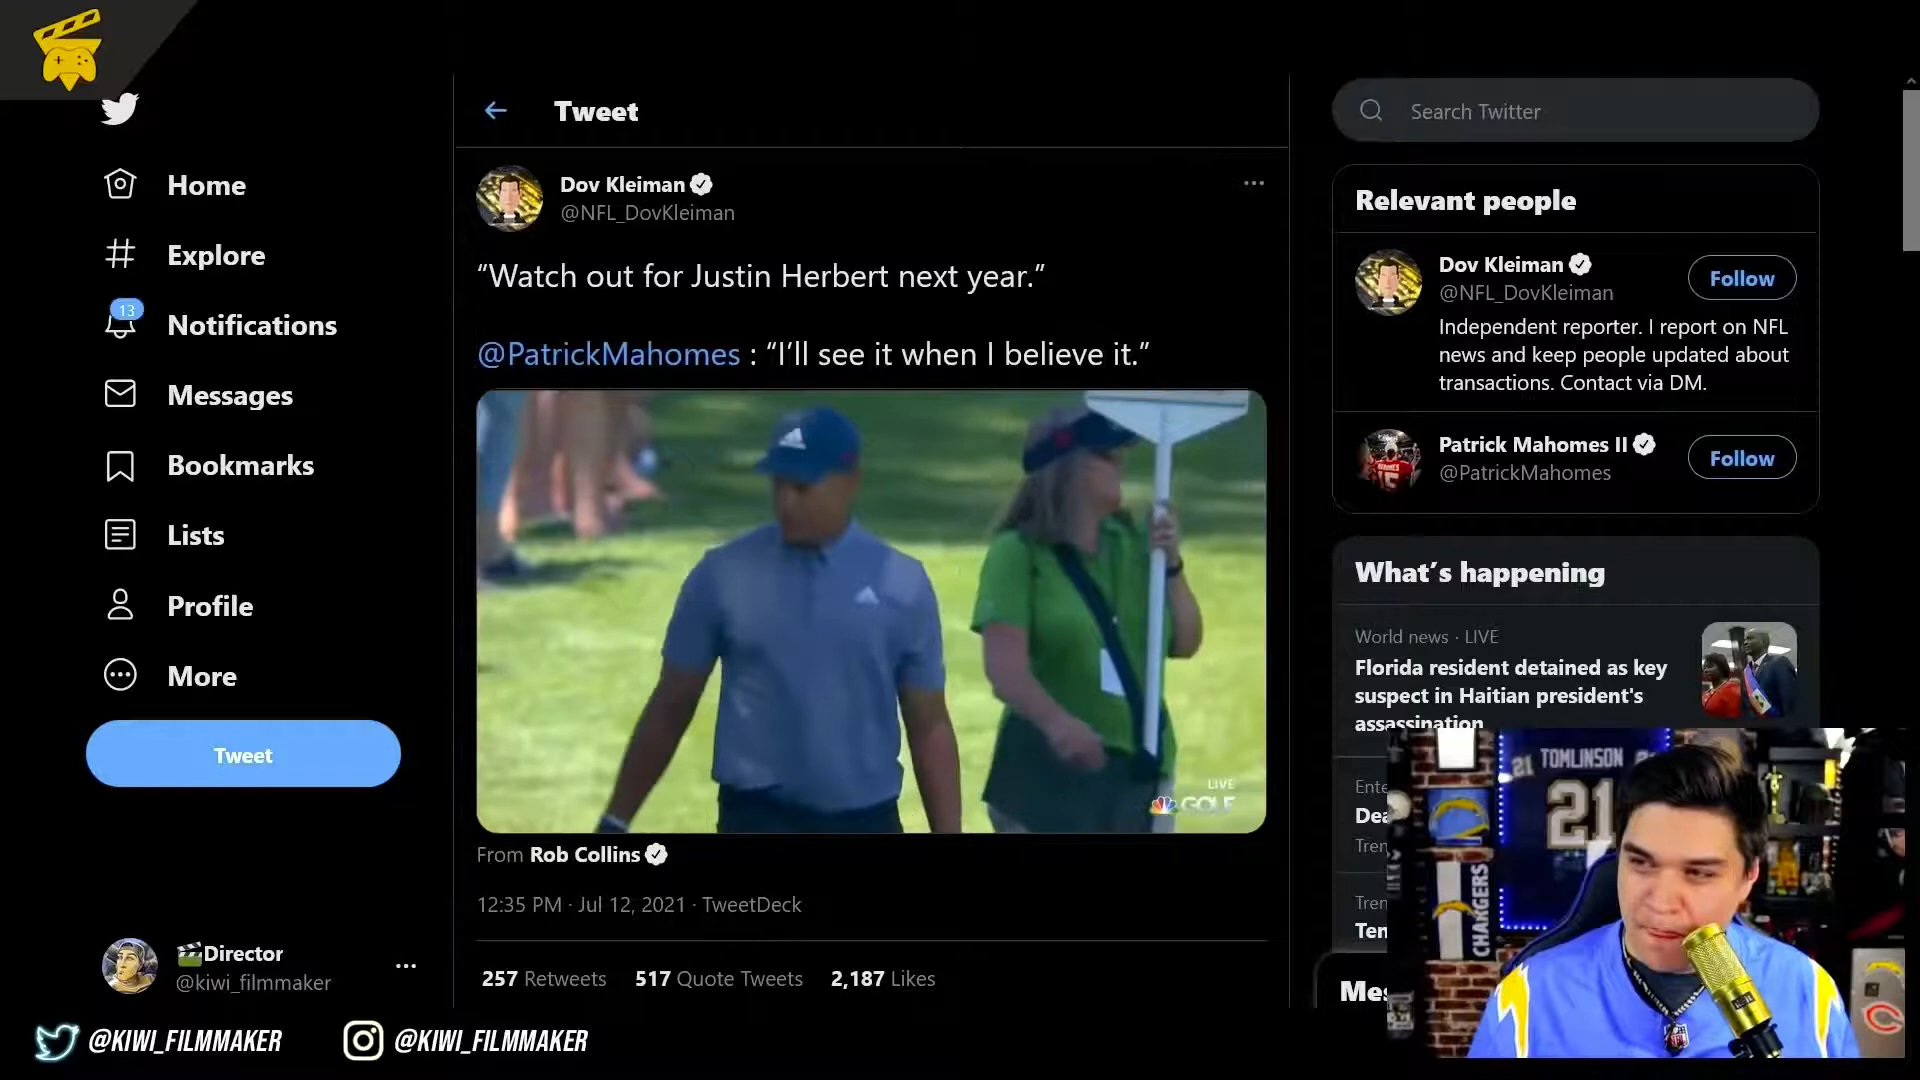 Home
Explore
13
Notifications
Messages
Bookmarks
Lists
Profile
More
Tweet
Director
@kiwi_filmmaker
@KIWI_FILMMAKER
@KIWI_FILMMAKER
Tweet
Dov Kleiman
@NFL_DovKleiman
“Watch out for Justin Herbert next year.”
@PatrickMahomes : “I’ll see it when I believe it.”
LIVE
GOLF
From Rob Collins
12:35 PM · Jul 12, 2021 · TweetDeck
257 Retweets 517 Quote Tweets 2,187 Likes
Search Twitter
Relevant people
Dov Kleiman
@NFL_DovKleiman
Follow
Independent reporter. I report on NFL
news and keep people updated about
transactions. Contact via DM.
Patrick Mahomes II
@PatrickMahomes
Follow
What’s happening
World news · LIVE
Florida resident detained as key
suspect in Haitian president's
assassination
Ente
Dea
Tren
Tren
Ten
Mes
TOMLINSON
21
21
CHARGERS
NFL